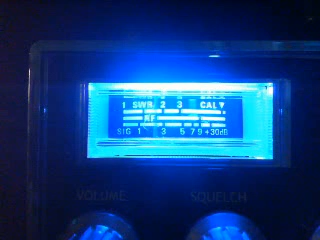 1 SWR 2 3 CAL▼
RF
SIG 1 3 5 7 9 +30dB
VOLUME SQUELCH